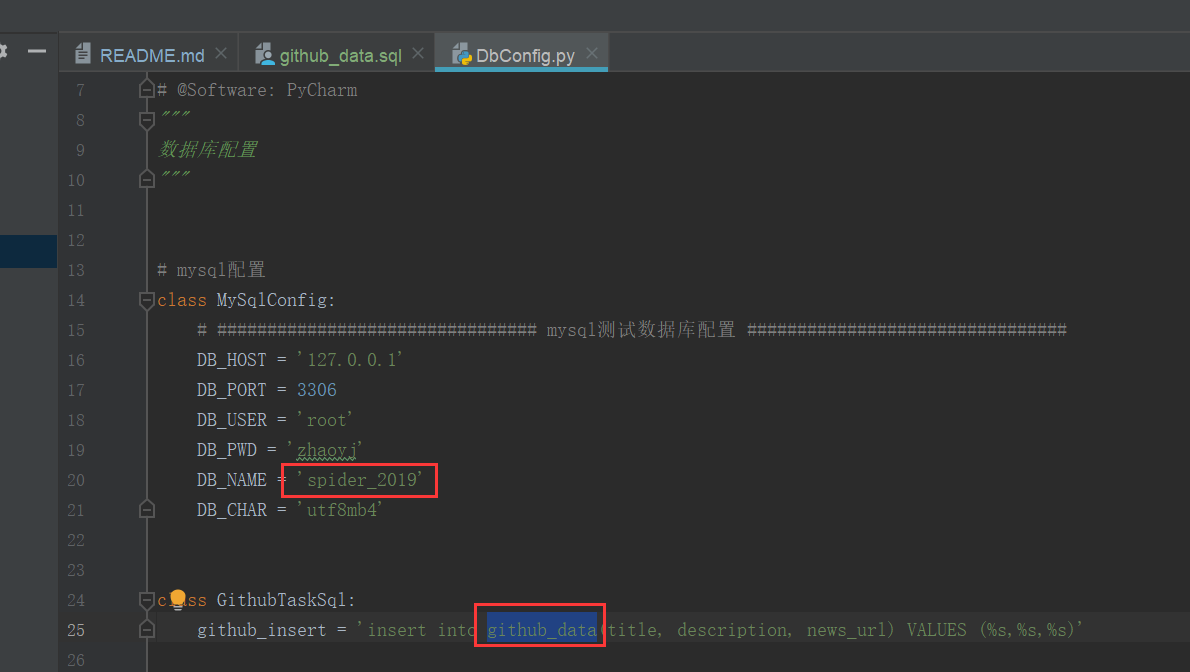 README.md github_data.sql DbConfig.py
7 # @Software: PyCharm
8 """
9 数据库配置
10 """
11
12
13 # mysql配置
14 class MySqlConfig:
15 # ################################ mysql测试数据库配置 ################################
16 DB_HOST = '127.0.0.1'
17 DB_PORT = 3306
18 DB_USER = 'root'
19 DB_PWD = 'zhaoyj'
20 DB_NAME = 'spider_2019'
21 DB_CHAR = 'utf8mb4'
22
23
24 class GithubTaskSql:
25 github_insert = 'insert into github_data(title, description, news_url) VALUES (%s,%s,%s)'
26